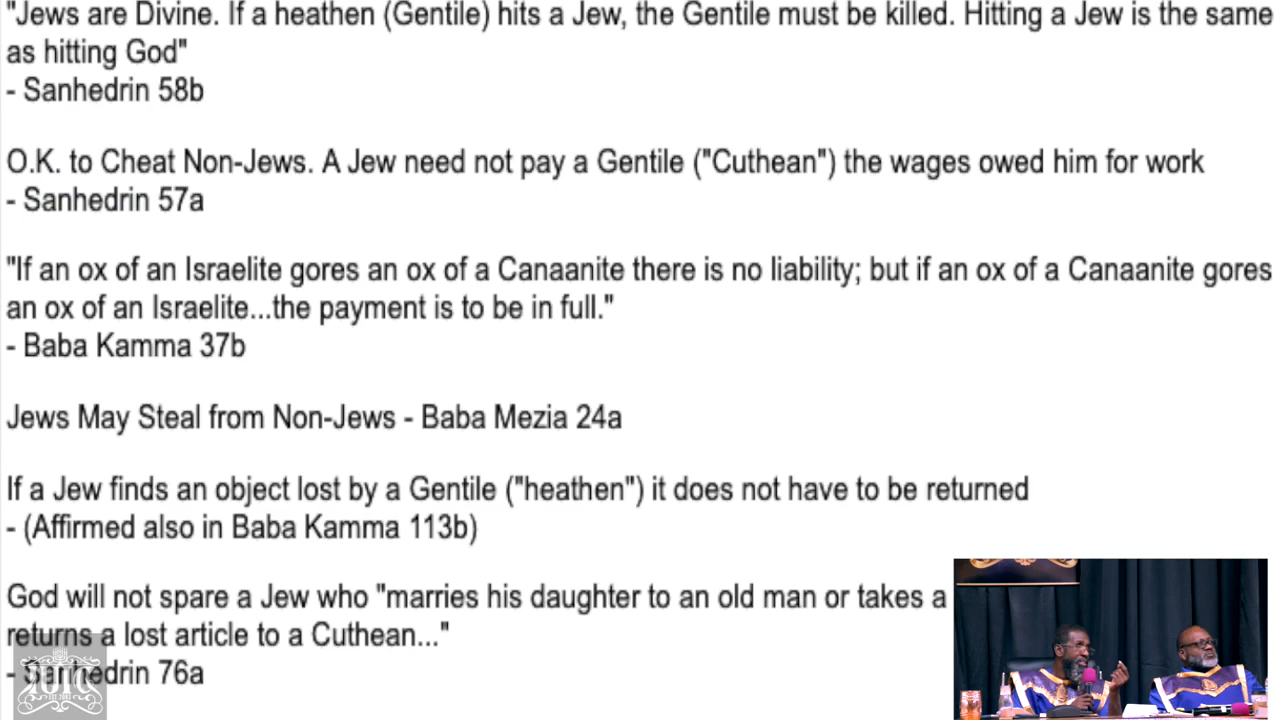 "Jews are Divine. If a heathen (Gentile) hits a Jew, the Gentile must be killed. Hitting a Jew is the same
as hitting God"
- Sanhedrin 58b
O.K. to Cheat Non-Jews. A Jew need not pay a Gentile ("Cuthean") the wages owed him for work
- Sanhedrin 57a
"If an ox of an Israelite gores an ox of a Canaanite there is no liability; but if an ox of a Canaanite gores
an ox of an Israelite...the payment is to be in full."
- Baba Kamma 37b
Jews May Steal from Non-Jews - Baba Mezia 24a
If a Jew finds an object lost by a Gentile ("heathen") it does not have to be returned
- (Affirmed also in Baba Kamma 113b)
God will not spare a Jew who "marries his daughter to an old man or takes a
returns a lost article to a Cuthean..."
- Sanhedrin 76a
IUIC